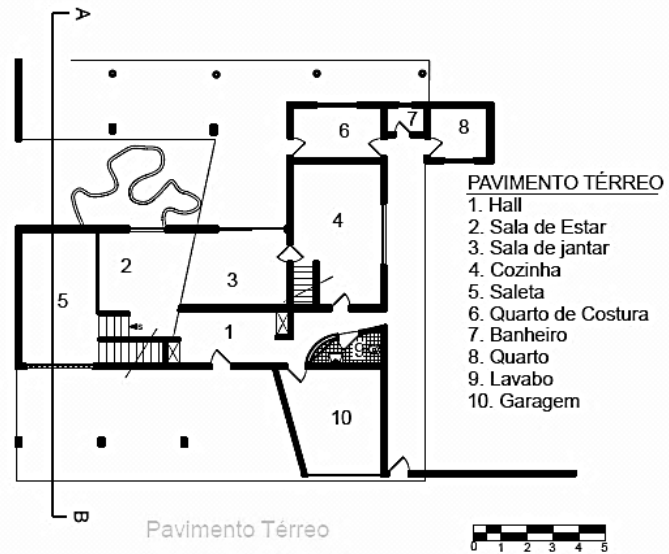 A
6
7
8
PAVIMENTO TÉRREO
1. Hall
2. Sala de Estar
3. Sala de jantar
4. Cozinha
5. Saleta
6. Quarto de Costura
7. Banheiro
8. Quarto
9. Lavabo
10. Garagem
4
2
3
5
s
1
9
10
B
Pavimento Térreo
0 1 2 3 4 5